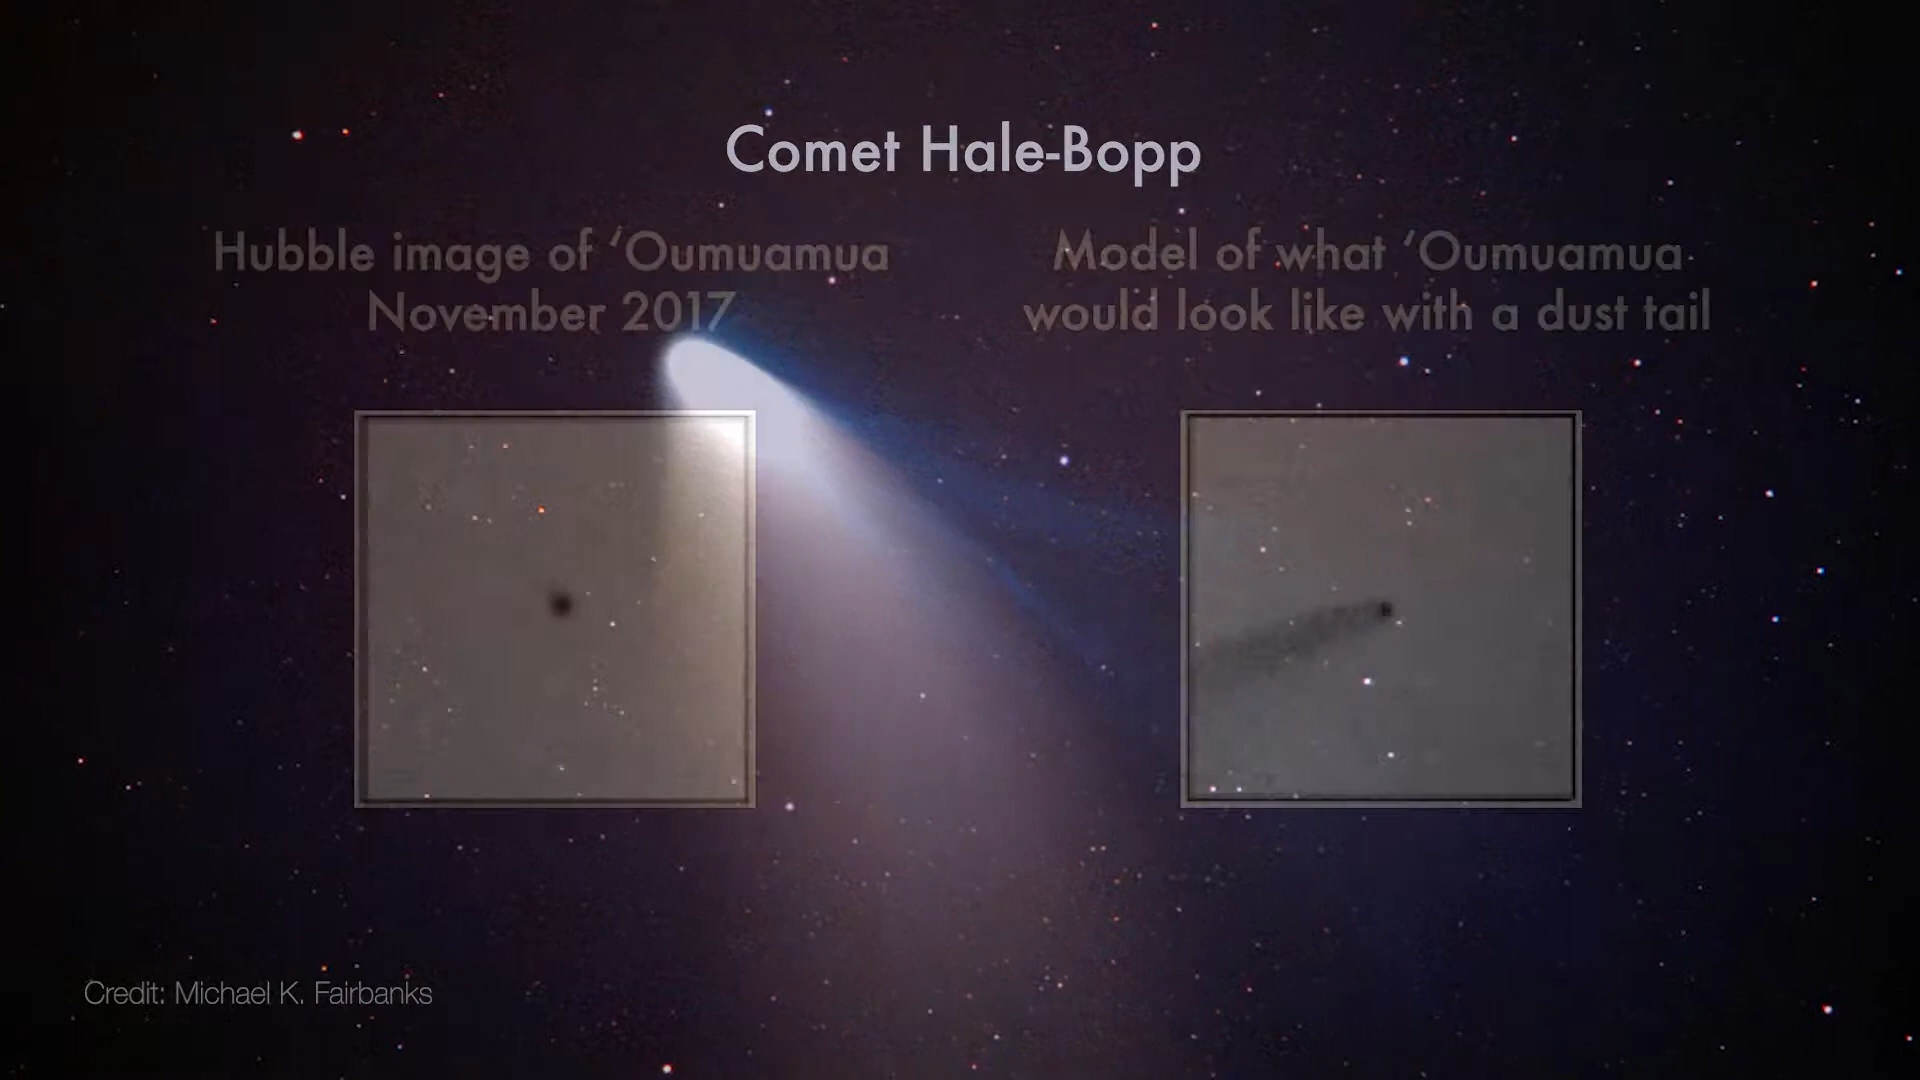 Comet Hale-Bopp
Hubble image of ‘Oumuamua
November 2017
Model of what ‘Oumuamua
would look like with a dust tail
Credit: Michael K. Fairbanks